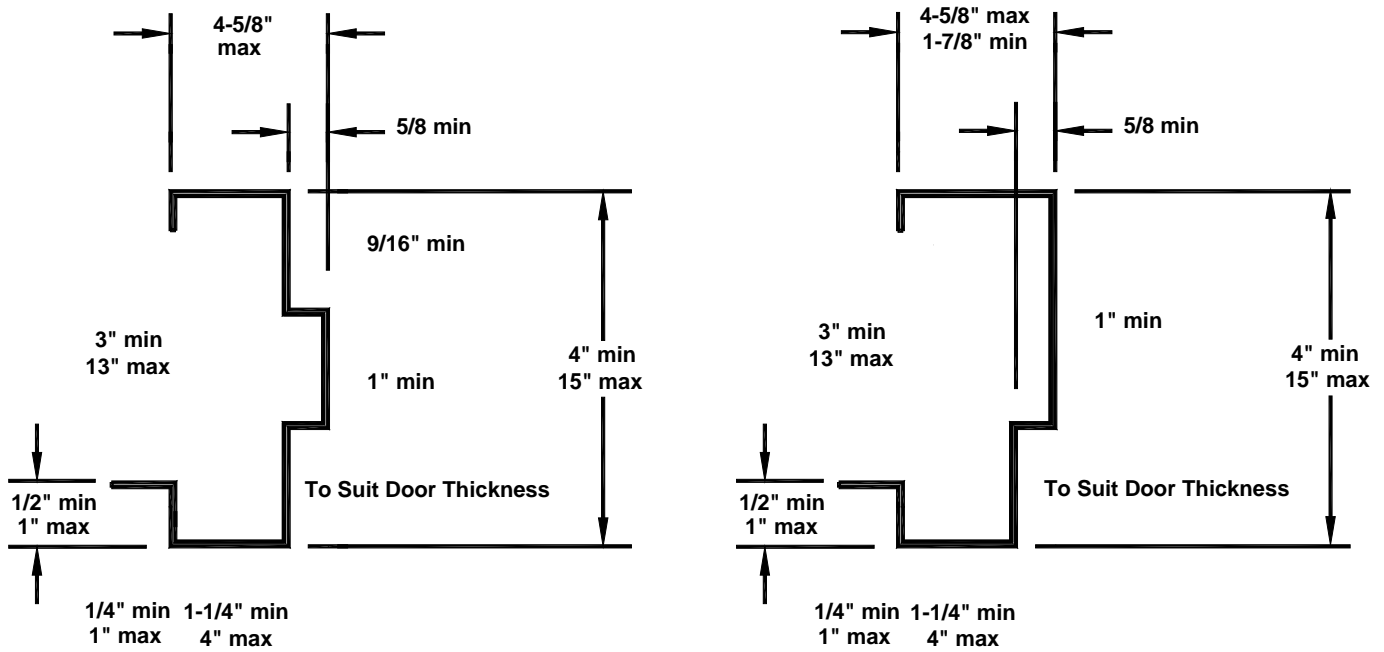 4-5/8"
max
5/8 min
9/16" min
3" min
13" max
1" min
4" min
15" max
To Suit Door Thickness
1/2" min
1" max
1/4" min 1-1/4" min
1" max 4" max
4-5/8" max
1-7/8" min
5/8 min
3" min
13" max
1" min
4" min
15" max
To Suit Door Thickness
1/2" min
1" max
1/4" min 1-1/4" min
1" max 4" max